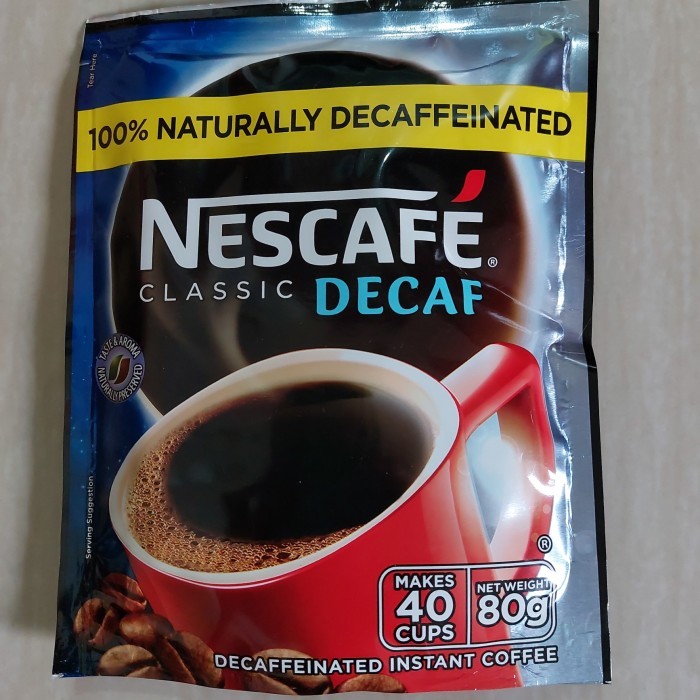 Tear Here
100% NATURALLY DECAFFEINATED
NESCAFÉ®
CLASSIC DECAF
TASTE & AROMA
NATURALLY PRESERVED
Serving Suggestion
®
MAKES
40
CUPS
NET WEIGHT
80g
DECAFFEINATED INSTANT COFFEE